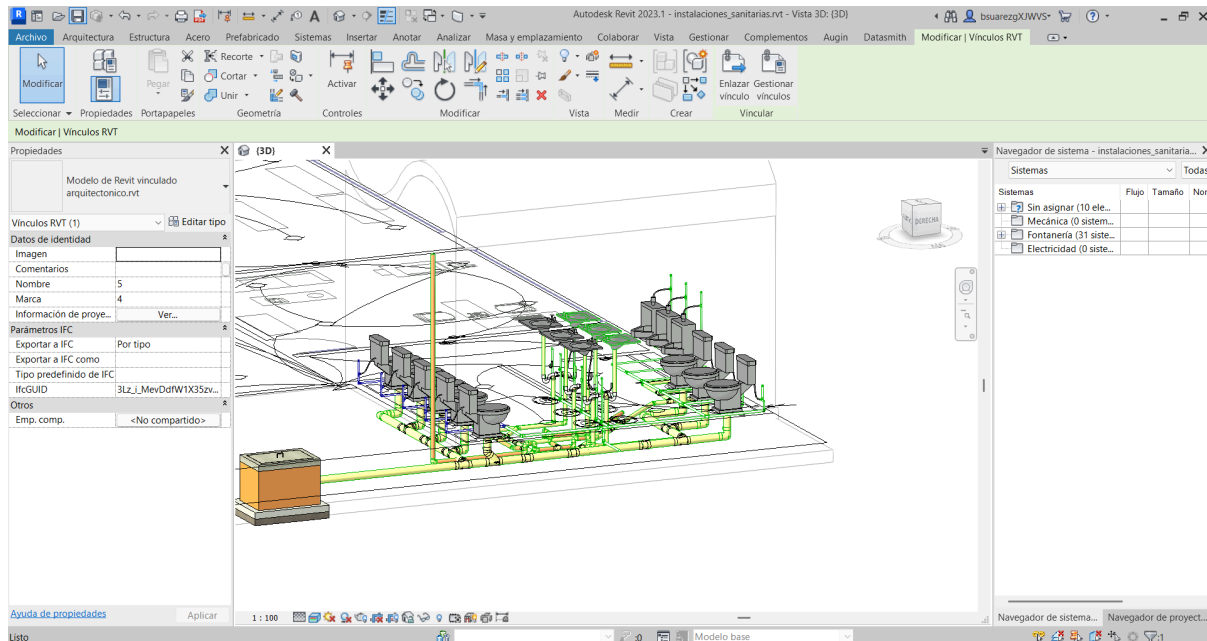 Autodesk Revit 2023.1 - instalaciones_sanitarias.rvt - Vista 3D: {3D}
bsuarezgXJWVS
Archivo Arquitectura Estructura Acero Prefabricado Sistemas Insertar Anotar Analizar Masa y emplazamiento Colaborar Vista Gestionar Complementos Augin Datasmith Modificar | Vínculos RVT
Modificar
Pegar
Recorte
Cortar
Unir
Activar
Enlazar vínculo
Gestionar vínculos
Seleccionar Propiedades Portapapeles Geometría Controles Modificar Vista Medir Crear Vincular
Modificar | Vínculos RVT
Propiedades
Modelo de Revit vinculado
arquitectonico.rvt
Vínculos RVT (1) Editar tipo
Datos de identidad
Imagen
Comentarios
Nombre 5
Marca 4
Información de proye... Ver...
Parámetros IFC
Exportar a IFC Por tipo
Exportar a IFC como
Tipo predefinido de IFC
IfcGUID 3Lz_i_MevDdfW1X35zv...
Otros
Emp. comp. <No compartido>
Ayuda de propiedades Aplicar
{3D}
DERECHA
1 : 100
Navegador de sistema - instalaciones_sanitaria...
Sistemas Todas
Sistemas Flujo Tamaño Nor
Sin asignar (10 ele...
Mecánica (0 sistem...
Fontanería (31 siste...
Electricidad (0 siste...
Navegador de sistema... Navegador de proyect...
Listo :0 Modelo base :1